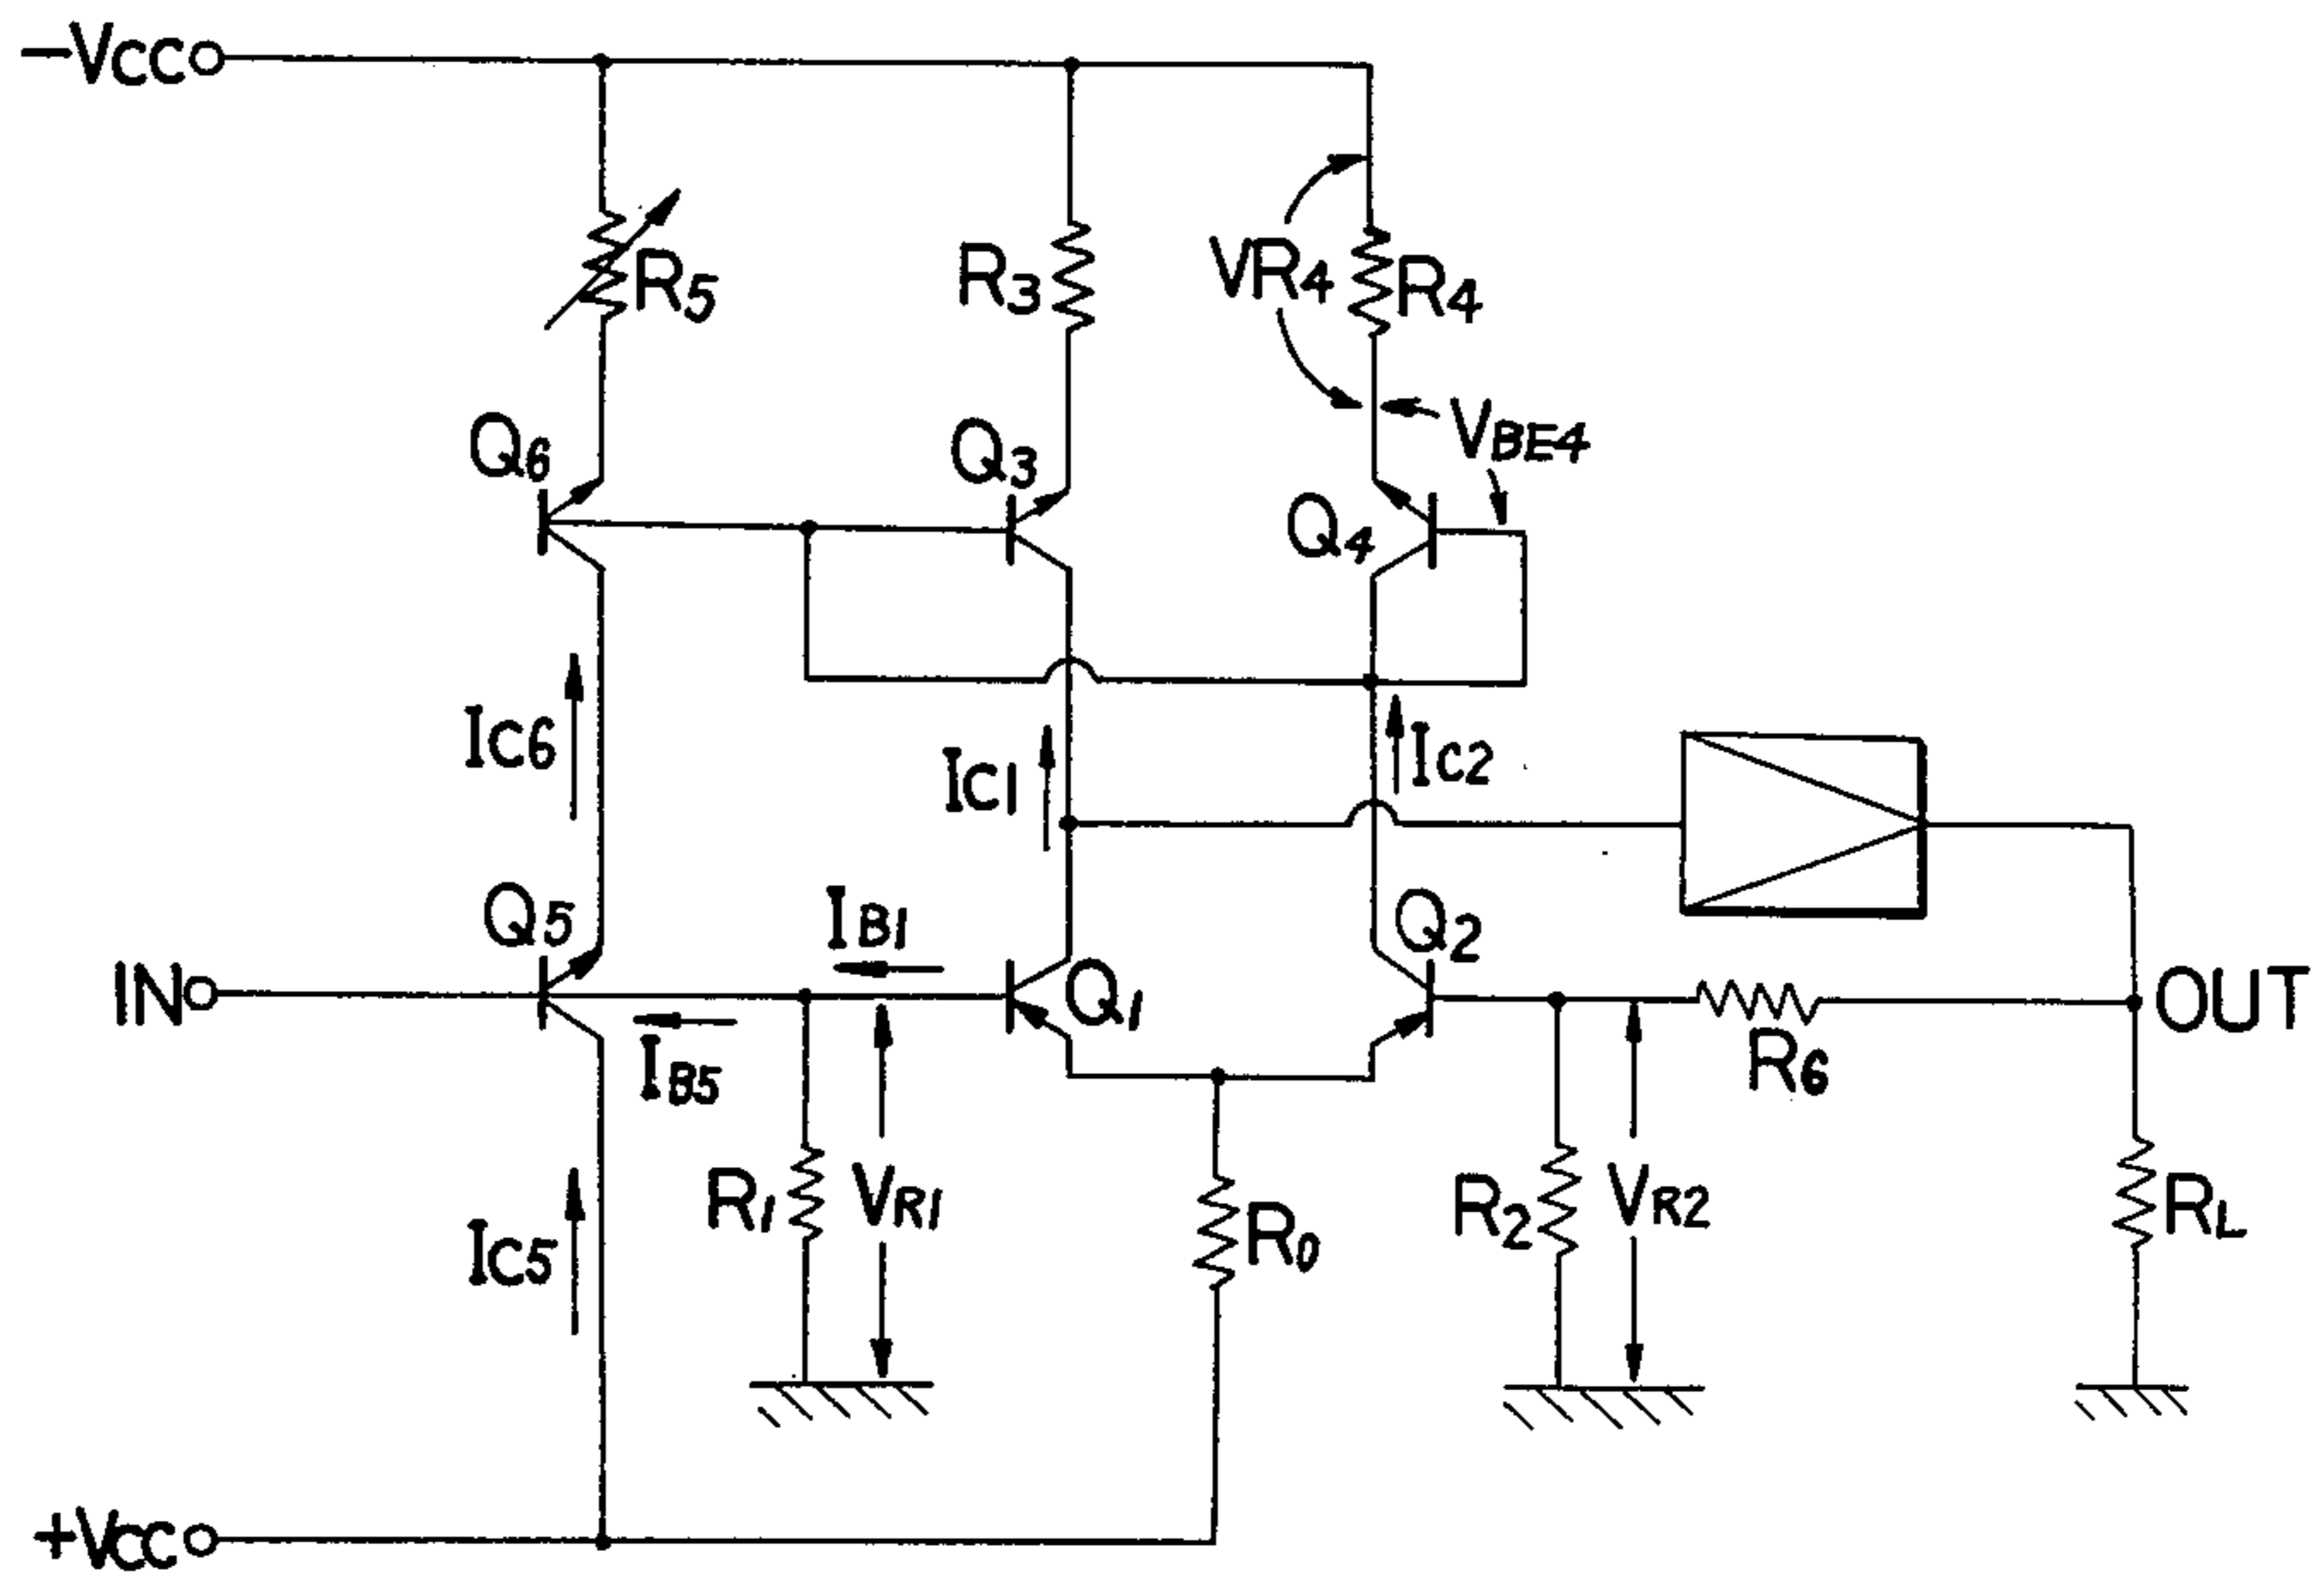 −VCC
R5
R3
VR4
R4
Q6
Q3
VBE4
Q4
IC6
IC1
IC2
Q5
IB1
Q2
IN
Q1
OUT
IB5
R6
R1
VR1
R0
R2
VR2
RL
IC5
+VCC